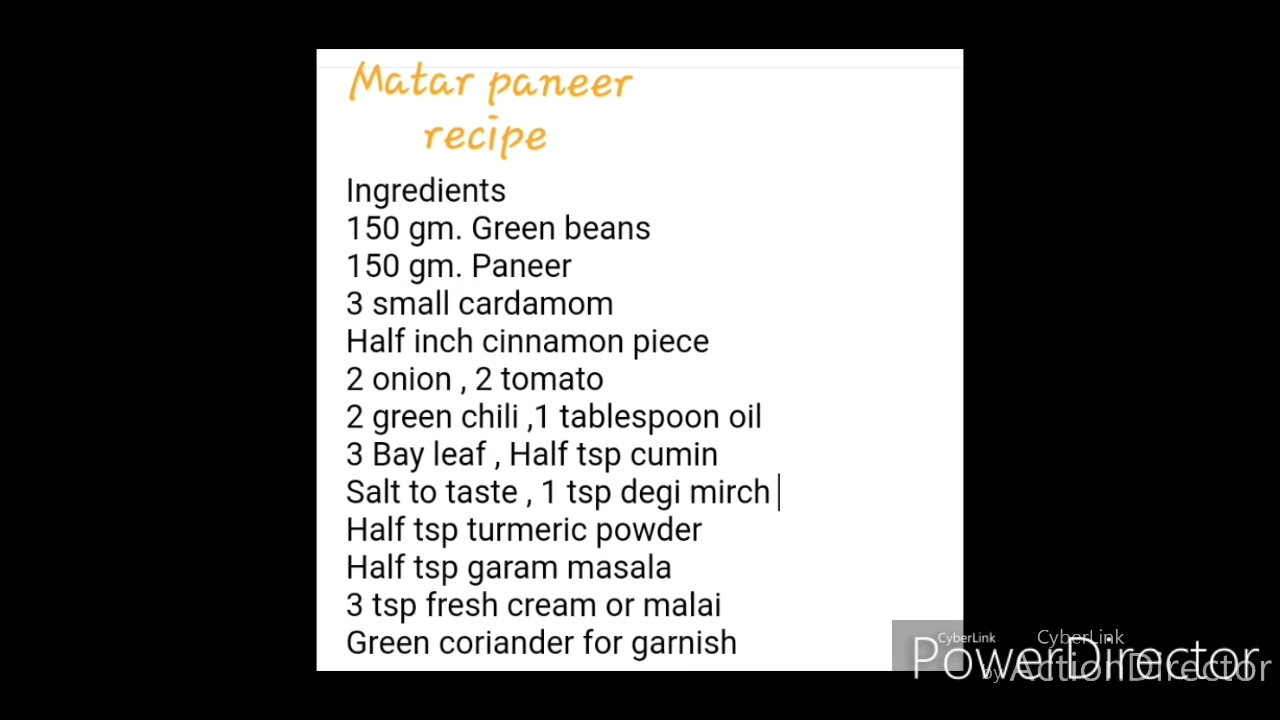 Matar paneer
recipe
Ingredients
150 gm. Green beans
150 gm. Paneer
3 small cardamom
Half inch cinnamon piece
2 onion , 2 tomato
2 green chili ,1 tablespoon oil
3 Bay leaf , Half tsp cumin
Salt to taste , 1 tsp degi mirch
Half tsp turmeric powder
Half tsp garam masala
3 tsp fresh cream or malai
Green coriander for garnish
CyberLink
PowerDirector
CyberLink
by ActionDirector